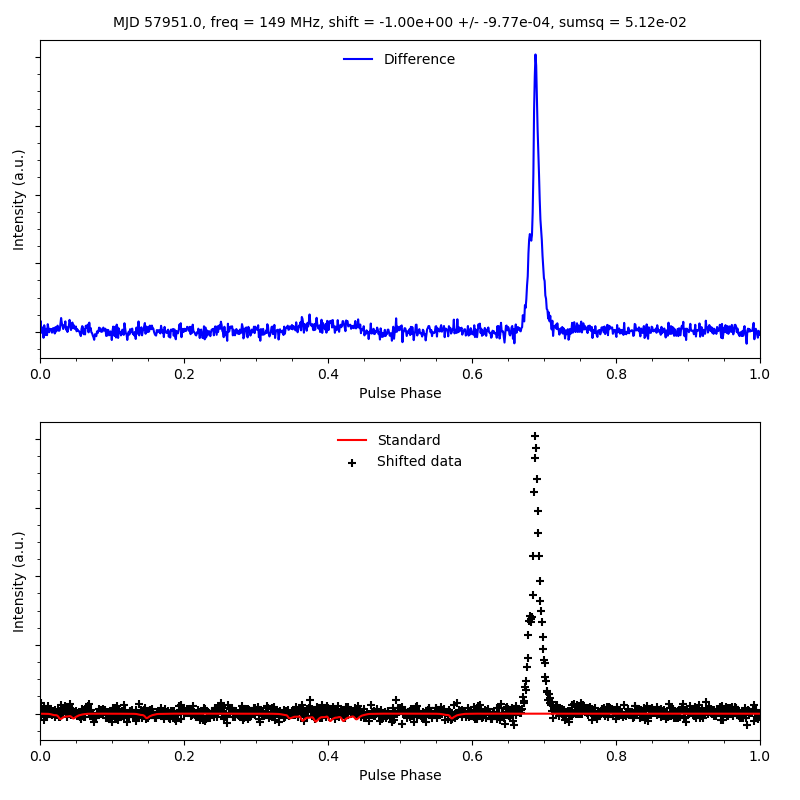 MJD 57951.0, freq = 149 MHz, shift = -1.00e+00 +/- -9.77e-04, sumsq = 5.12e-02
Difference
Intensity (a.u.)
0.0 0.2 0.4 0.6 0.8 1.0
Pulse Phase
Standard
Shifted data
Intensity (a.u.)
0.0 0.2 0.4 0.6 0.8 1.0
Pulse Phase